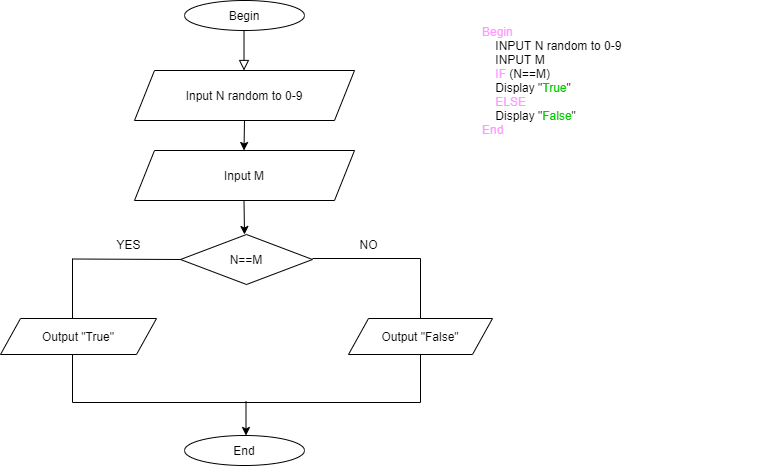 Begin
Input N random to 0-9
Input M
YES
NO
N==M
Output "True"
Output "False"
End
Begin
INPUT N random to 0-9
INPUT M
IF (N==M)
Display "True"
ELSE
Display "False"
End